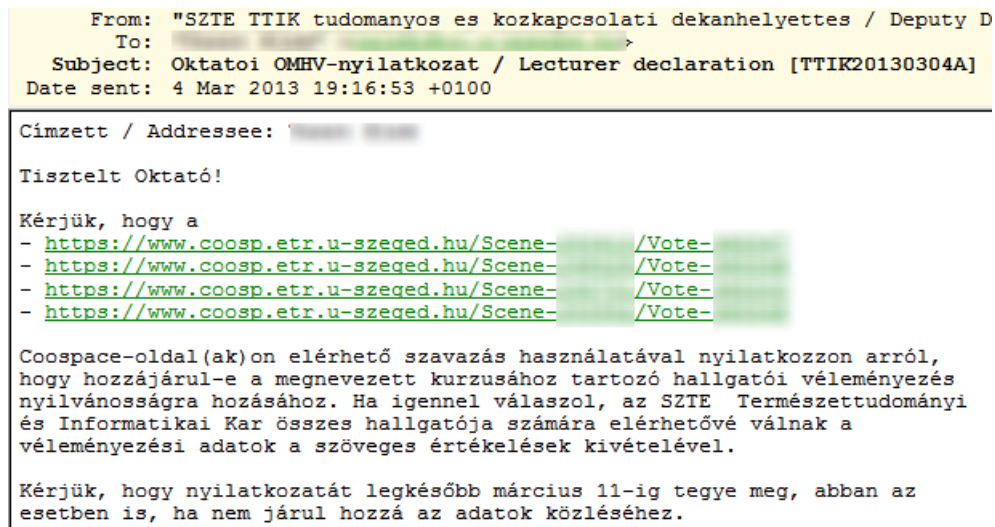 From: "SZTE TTIK tudomanyos es kozkapcsolati dekanhelyettes / Deputy D
To:
Subject: Oktatoi OMHV-nyilatkozat / Lecturer declaration [TTIK20130304A]
Date sent: 4 Mar 2013 19:16:53 +0100
Címzett / Addressee:
Tisztelt Oktató!
Kérjük, hogy a
- https://www.coosp.etr.u-szeged.hu/Scene- /Vote-
- https://www.coosp.etr.u-szeged.hu/Scene- /Vote-
- https://www.coosp.etr.u-szeged.hu/Scene- /Vote-
- https://www.coosp.etr.u-szeged.hu/Scene- /Vote-
Coospace-oldal(ak)on elérhető szavazás használatával nyilatkozzon arról,
hogy hozzájárul-e a megnevezett kurzusához tartozó hallgatói véleményezés
nyilvánosságra hozásához. Ha igennel válaszol, az SZTE  Természettudományi
és Informatikai Kar összes hallgatója számára elérhetővé válnak a
véleményezési adatok a szöveges értékelések kivételével.
Kérjük, hogy nyilatkozatát legkésőbb március 11-ig tegye meg, abban az
esetben is, ha nem járul hozzá az adatok közléséhez.